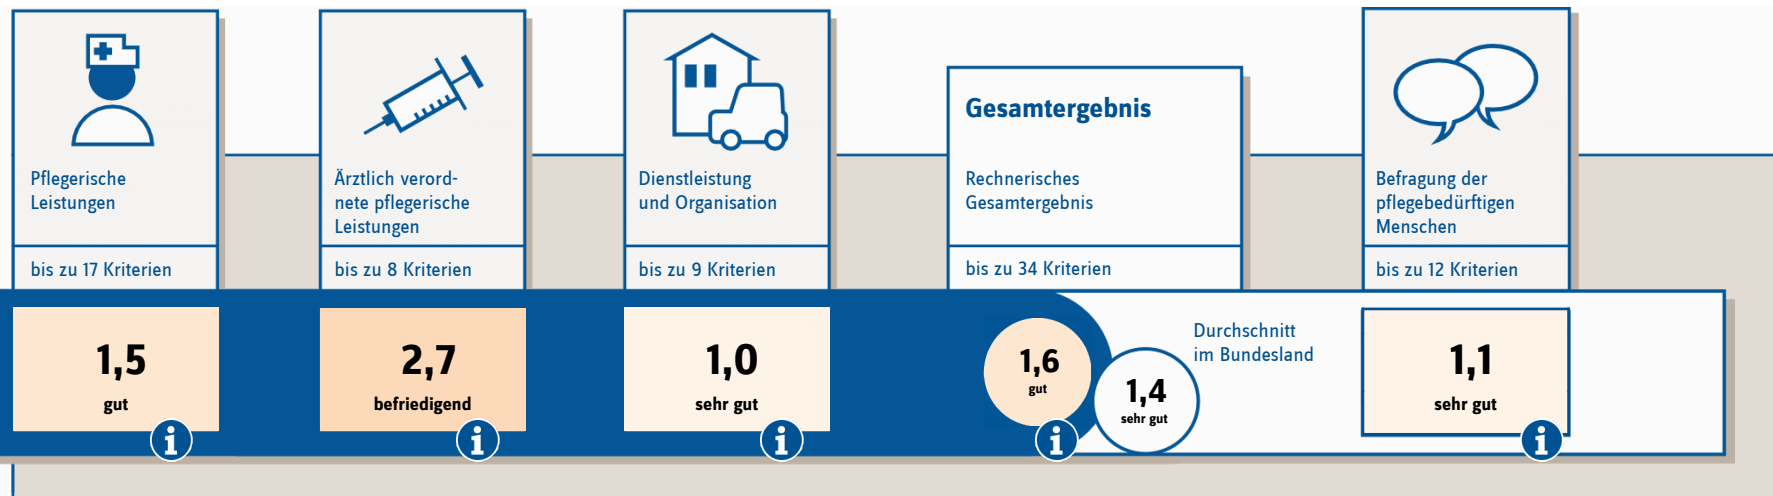 Pflegerische
Leistungen
bis zu 17 Kriterien
1,5
gut
i
Ärztlich verord-
nete pflegerische
Leistungen
bis zu 8 Kriterien
2,7
befriedigend
i
Dienstleistung
und Organisation
bis zu 9 Kriterien
1,0
sehr gut
i
Gesamtergebnis
Rechnerisches
Gesamtergebnis
bis zu 34 Kriterien
1,6
gut
i
Durchschnitt
im Bundesland
1,4
sehr gut
Befragung der
pflegebedürftigen
Menschen
bis zu 12 Kriterien
1,1
sehr gut
i